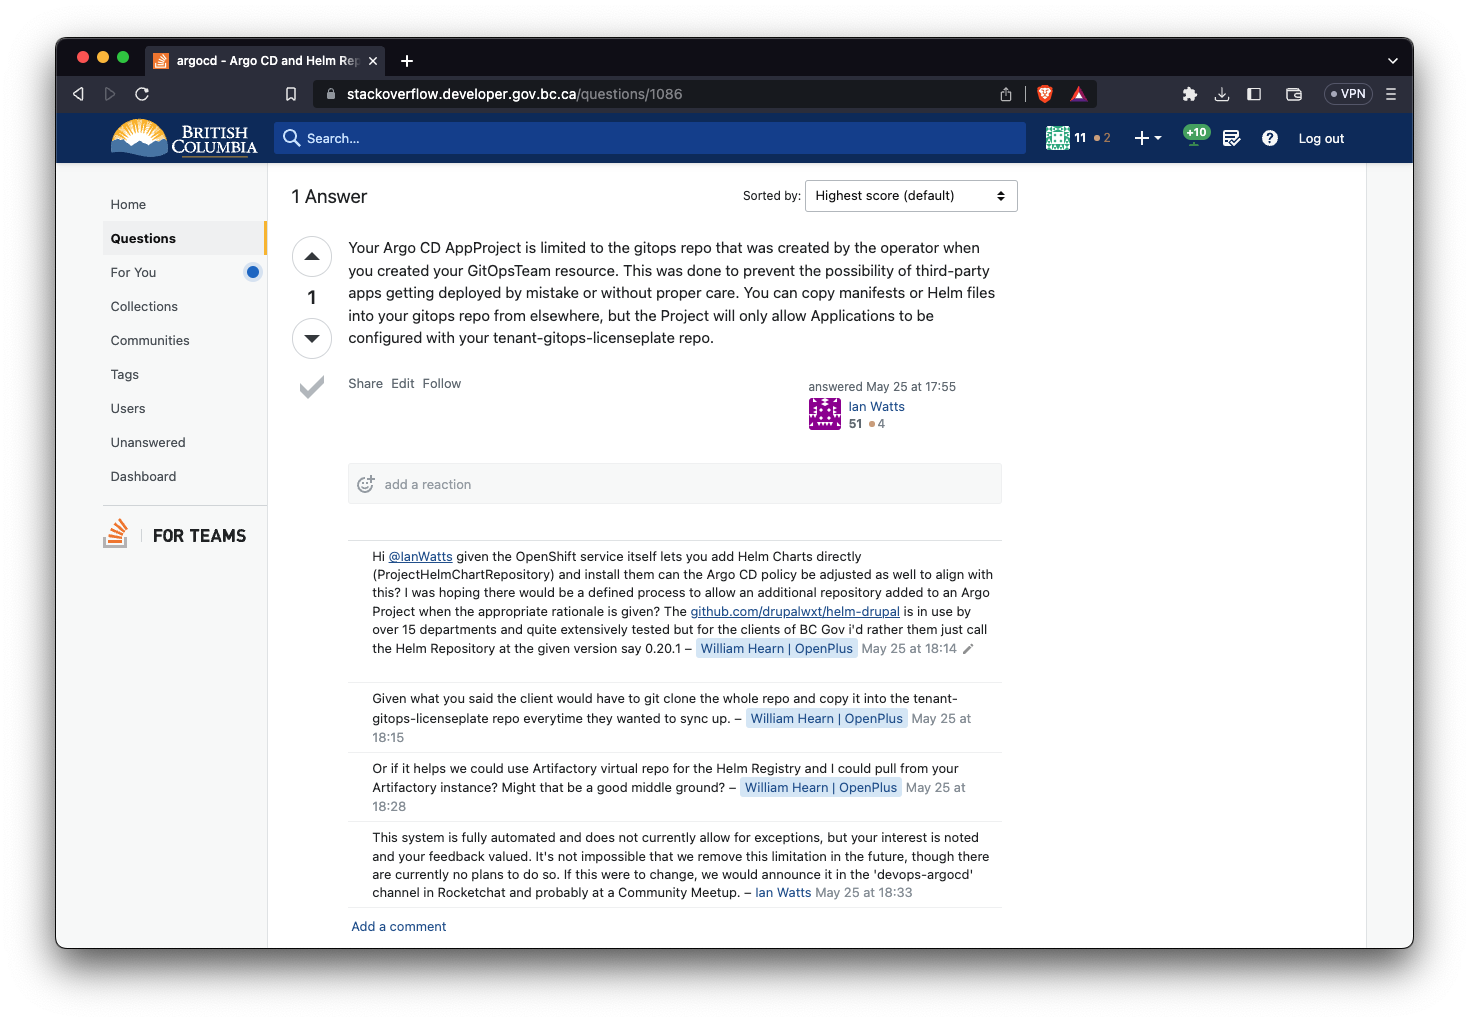 argocd - Argo CD and Helm Rep
stackoverflow.developer.gov.bc.ca/questions/1086
VPN
BRITISH
COLUMBIA
Search...
11 2
+10
Log out
Home
Questions
For You
Collections
Communities
Tags
Users
Unanswered
Dashboard
FOR TEAMS
1 Answer
Sorted by:
Highest score (default)
1
Your Argo CD AppProject is limited to the gitops repo that was created by the operator when
you created your GitOpsTeam resource. This was done to prevent the possibility of third-party
apps getting deployed by mistake or without proper care. You can copy manifests or Helm files
into your gitops repo from elsewhere, but the Project will only allow Applications to be
configured with your tenant-gitops-licenseplate repo.
Share Edit Follow
answered May 25 at 17:55
Ian Watts
51 4
add a reaction
Hi @IanWatts given the OpenShift service itself lets you add Helm Charts directly
(ProjectHelmChartRepository) and install them can the Argo CD policy be adjusted as well to align with
this? I was hoping there would be a defined process to allow an additional repository added to an Argo
Project when the appropriate rationale is given? The github.com/drupalwxt/helm-drupal is in use by
over 15 departments and quite extensively tested but for the clients of BC Gov i'd rather them just call
the Helm Repository at the given version say 0.20.1 – William Hearn | OpenPlus May 25 at 18:14
Given what you said the client would have to git clone the whole repo and copy it into the tenant-
gitops-licenseplate repo everytime they wanted to sync up. – William Hearn | OpenPlus May 25 at
18:15
Or if it helps we could use Artifactory virtual repo for the Helm Registry and I could pull from your
Artifactory instance? Might that be a good middle ground? – William Hearn | OpenPlus May 25 at
18:28
This system is fully automated and does not currently allow for exceptions, but your interest is noted
and your feedback valued. It's not impossible that we remove this limitation in the future, though there
are currently no plans to do so. If this were to change, we would announce it in the 'devops-argocd'
channel in Rocketchat and probably at a Community Meetup. – Ian Watts May 25 at 18:33
Add a comment